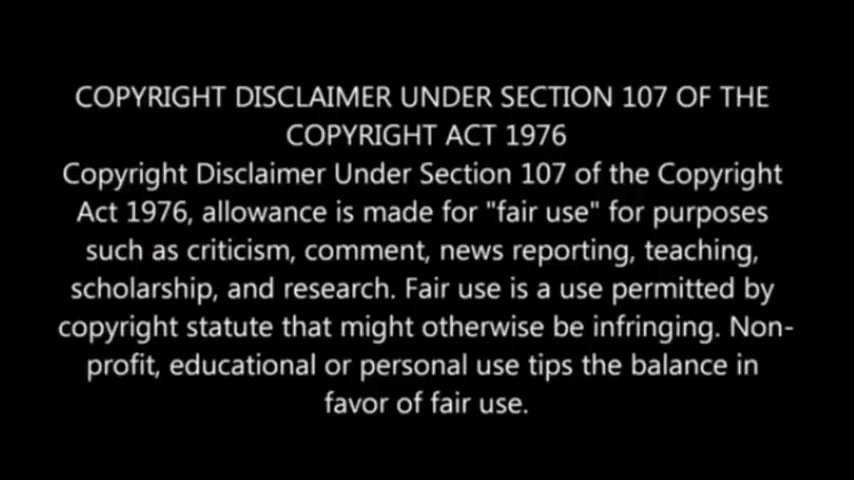 COPYRIGHT DISCLAIMER UNDER SECTION 107 OF THE
COPYRIGHT ACT 1976
Copyright Disclaimer Under Section 107 of the Copyright
Act 1976, allowance is made for "fair use" for purposes
such as criticism, comment, news reporting, teaching,
scholarship, and research. Fair use is a use permitted by
copyright statute that might otherwise be infringing. Non-
profit, educational or personal use tips the balance in
favor of fair use.